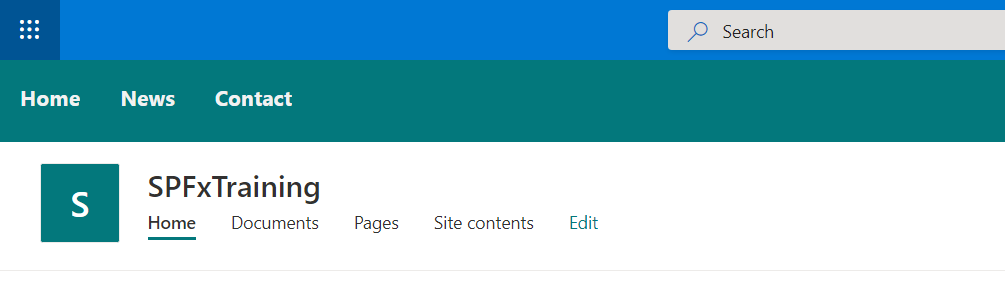 Search
Home News Contact
S
SPFxTraining
Home Documents Pages Site contents Edit